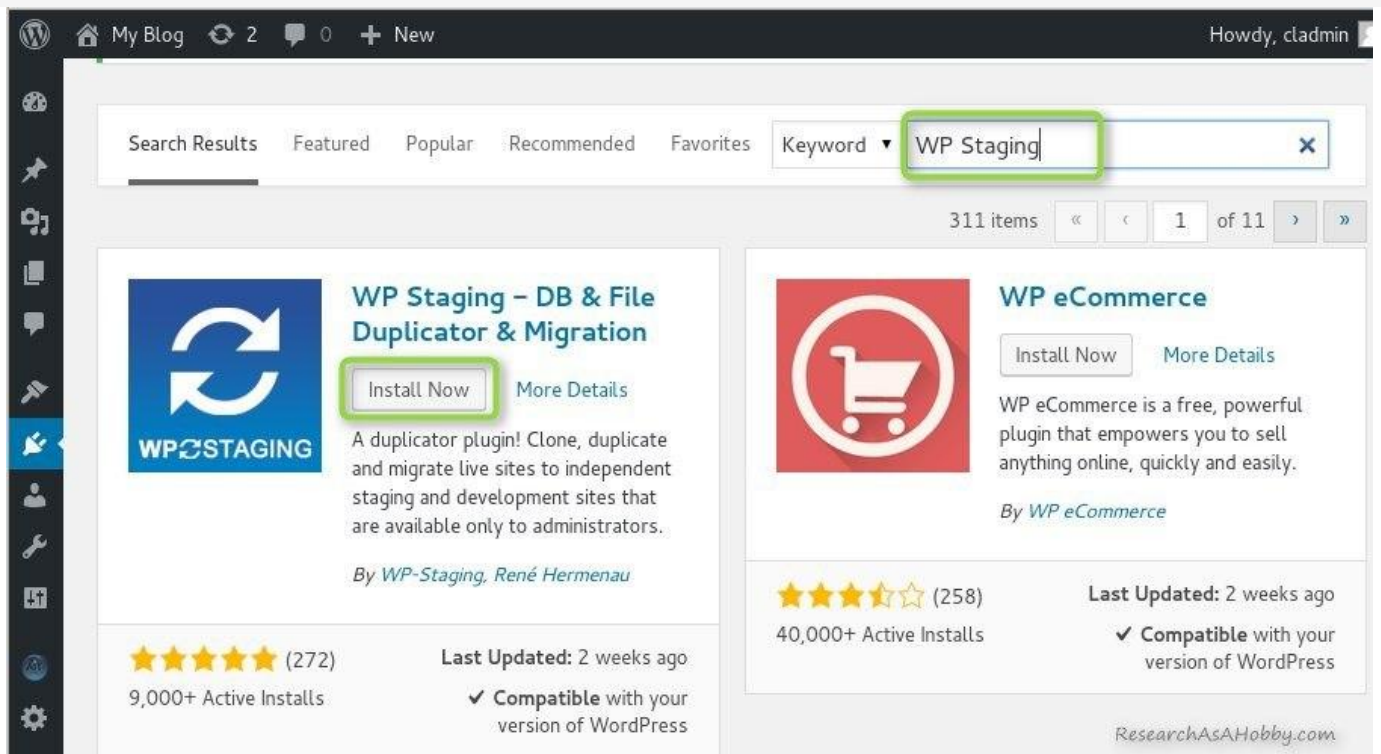 My Blog 2 0 + New Howdy, cladmin
Search Results Featured Popular Recommended Favorites Keyword ▼ WP Staging ×
311 items « ‹ 1 of 11 › »
WP Staging – DB & File
Duplicator & Migration
Install Now More Details
A duplicator plugin! Clone, duplicate
and migrate live sites to independent
staging and development sites that
are available only to administrators.
By WP-Staging, René Hermenau
WPSTAGING
(272)
9,000+ Active Installs
Last Updated: 2 weeks ago
✓ Compatible with your
version of WordPress
WP eCommerce
Install Now More Details
WP eCommerce is a free, powerful
plugin that empowers you to sell
anything online, quickly and easily.
By WP eCommerce
(258)
40,000+ Active Installs
Last Updated: 2 weeks ago
✓ Compatible with your
version of WordPress
ResearchAsAHobby.com